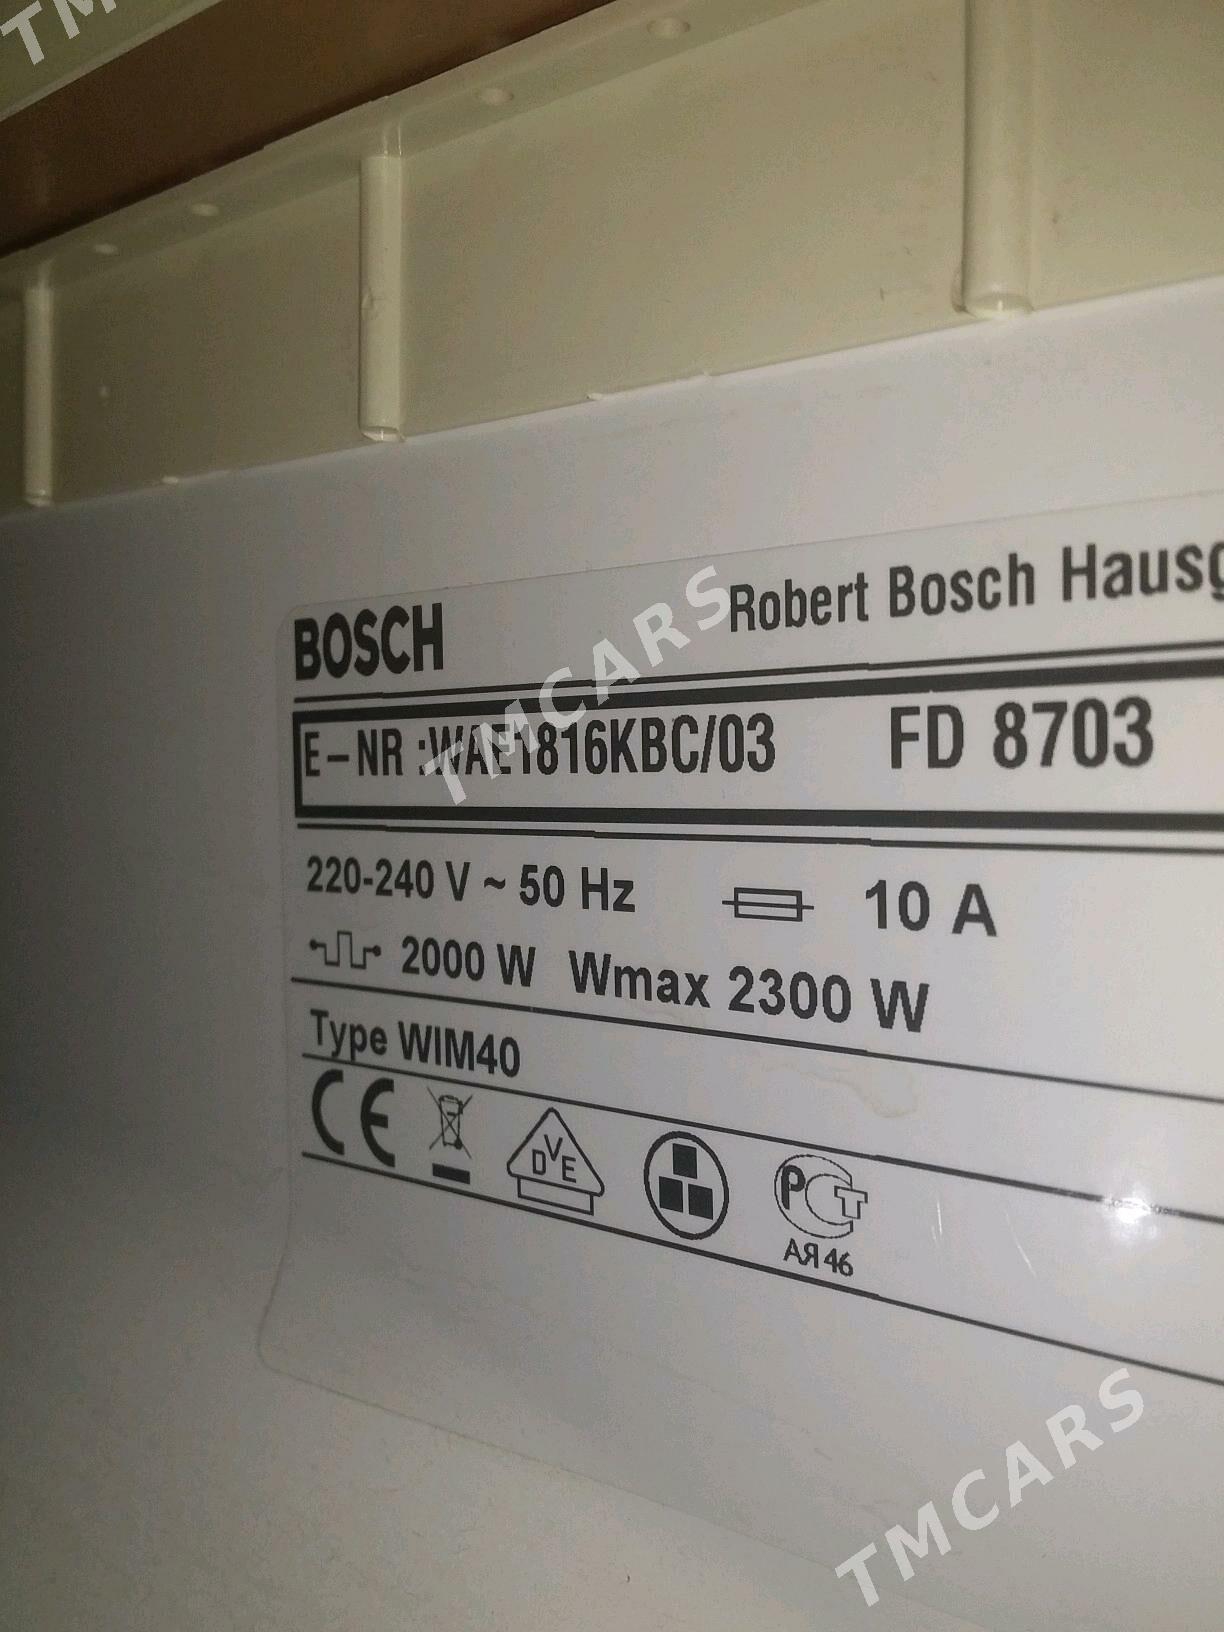 BOSCH Robert Bosch Hausg
E-NR :WAE1816KBC/03 FD 8703
220-240 V ~ 50 Hz 10 A
2000 W Wmax 2300 W
Type WIM40
CE DVE PCT
АЯ46
TMCARS
TMCARS
TM